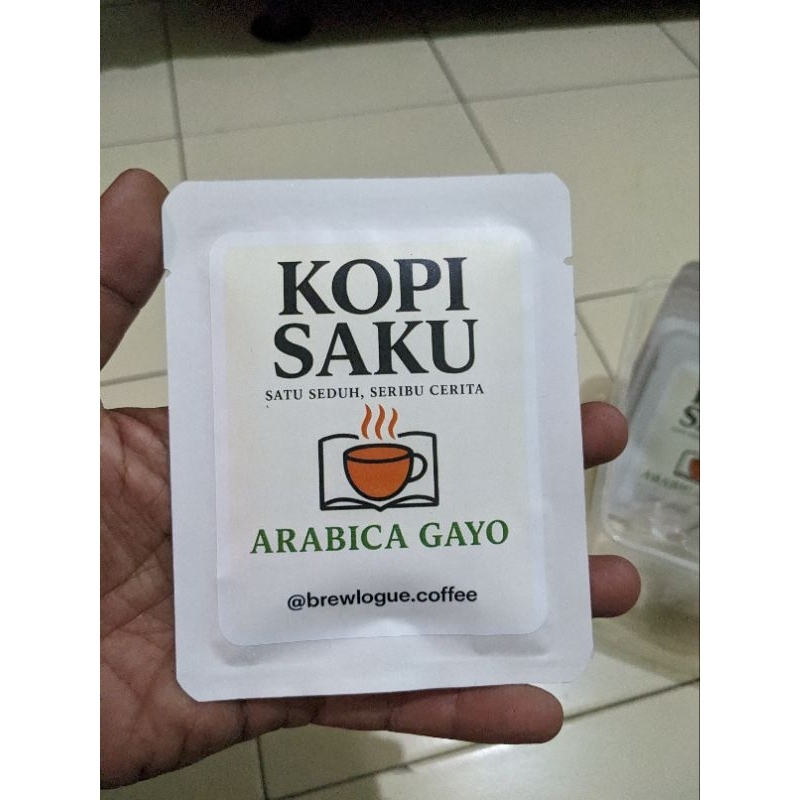 KOPI
SAKU
SATU SEDUH, SERIBU CERITA
ARABICA GAYO
@brewlogue.coffee